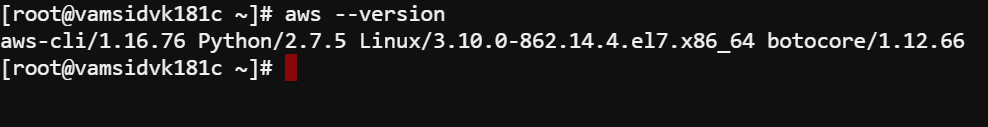 [root@vamsidvk181c ~]# aws --version
aws-cli/1.16.76 Python/2.7.5 Linux/3.10.0-862.14.4.el7.x86_64 botocore/1.12.66
[root@vamsidvk181c ~]#